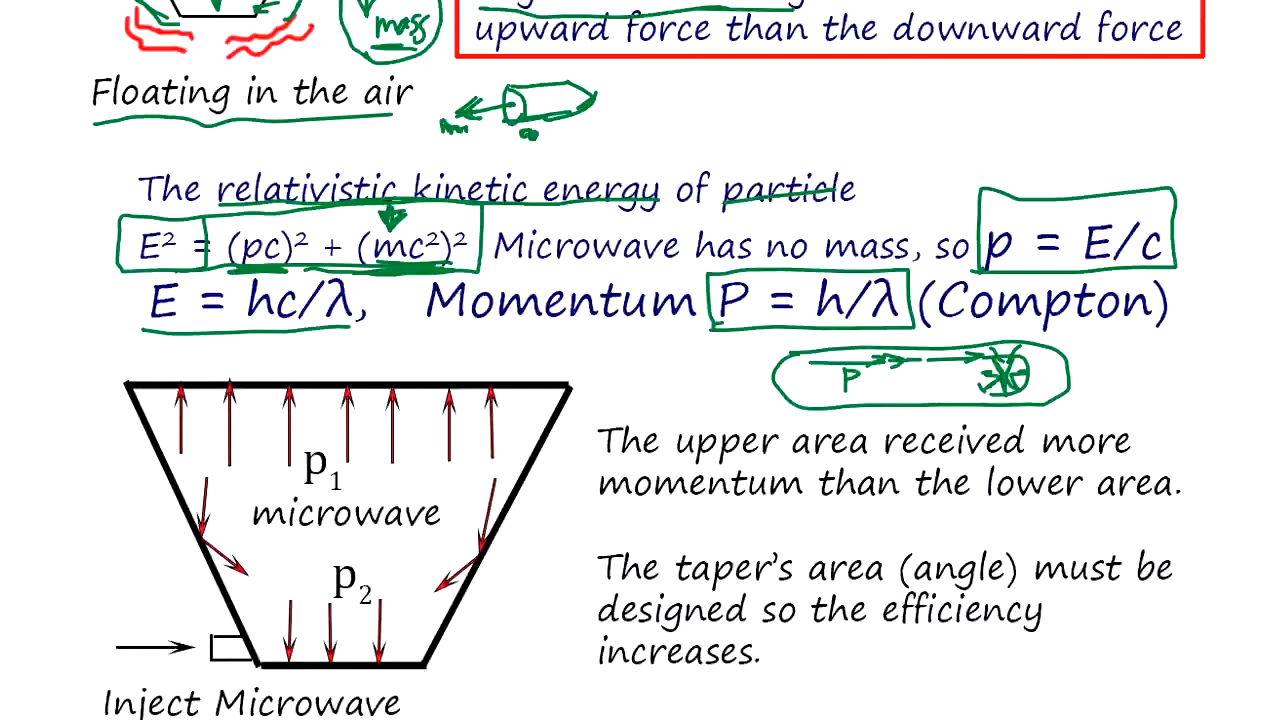 mass
upward force than the downward force
Floating in the air
The relativistic kinetic energy of particle
E² = (pc)² + (mc²)² Microwave has no mass, so p = E/c
E = hc/λ, Momentum P = h/λ (Compton)
P
The upper area received more
momentum than the lower area.
p₁
microwave
The taper's area (angle) must be
designed so the efficiency
increases.
p₂
Inject Microwave